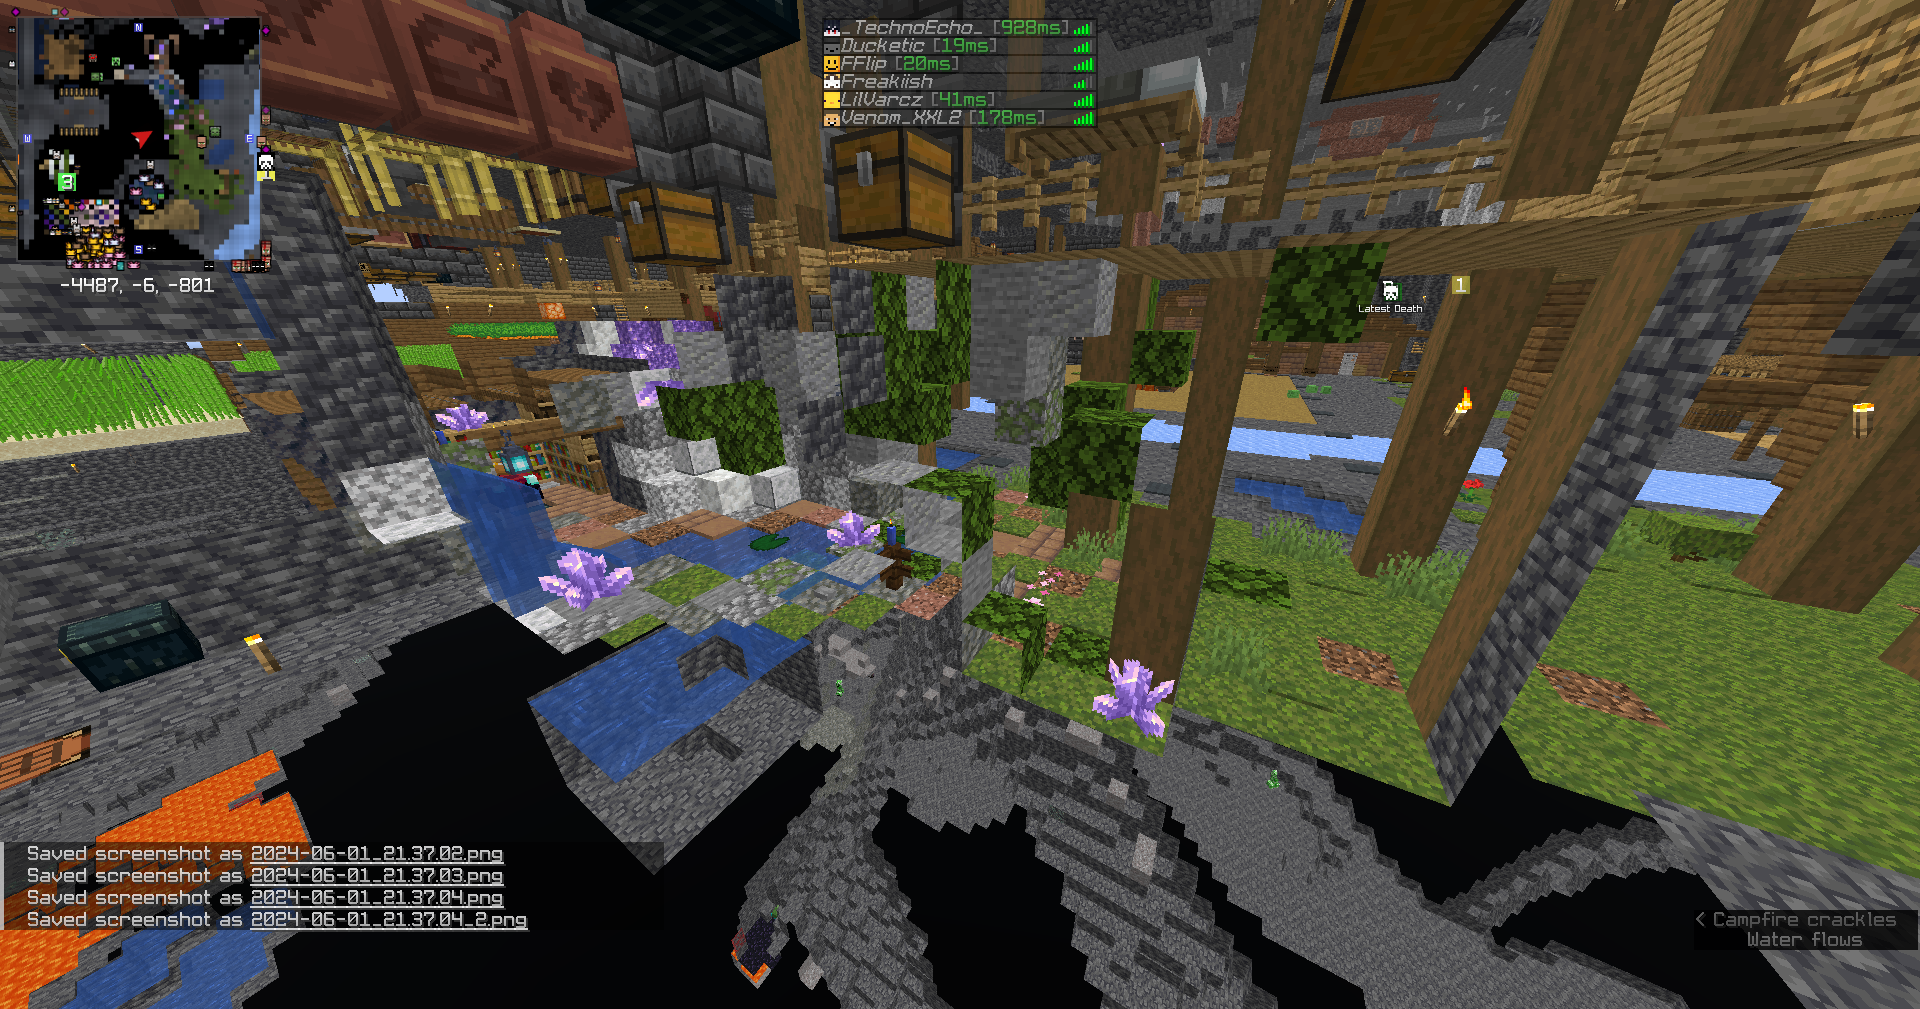 N
_TechnoEcho_ [928ms]
Ducketic [19ms]
FFlip [20ms]
Freakiish
LilVarcz [41ms]
Venom_XXL2 [178ms]
W
E
3
1
S
-4487, -6, -801
1
Latest Death
Saved screenshot as 2024-06-01_21.37.02.png
Saved screenshot as 2024-06-01_21.37.03.png
Saved screenshot as 2024-06-01_21.37.04.png
Saved screenshot as 2024-06-01_21.37.04_2.png
< Campfire crackles
Water flows